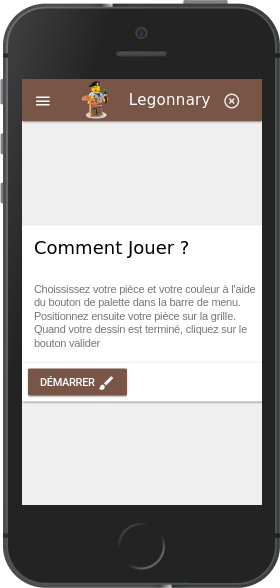 Legonnary
Comment Jouer ?
Choississez votre pièce et votre couleur à l'aide
du bouton de palette dans la barre de menu.
Positionnez ensuite votre pièce sur la grille.
Quand votre dessin est terminé, cliquez sur le
bouton valider
DÉMARRER